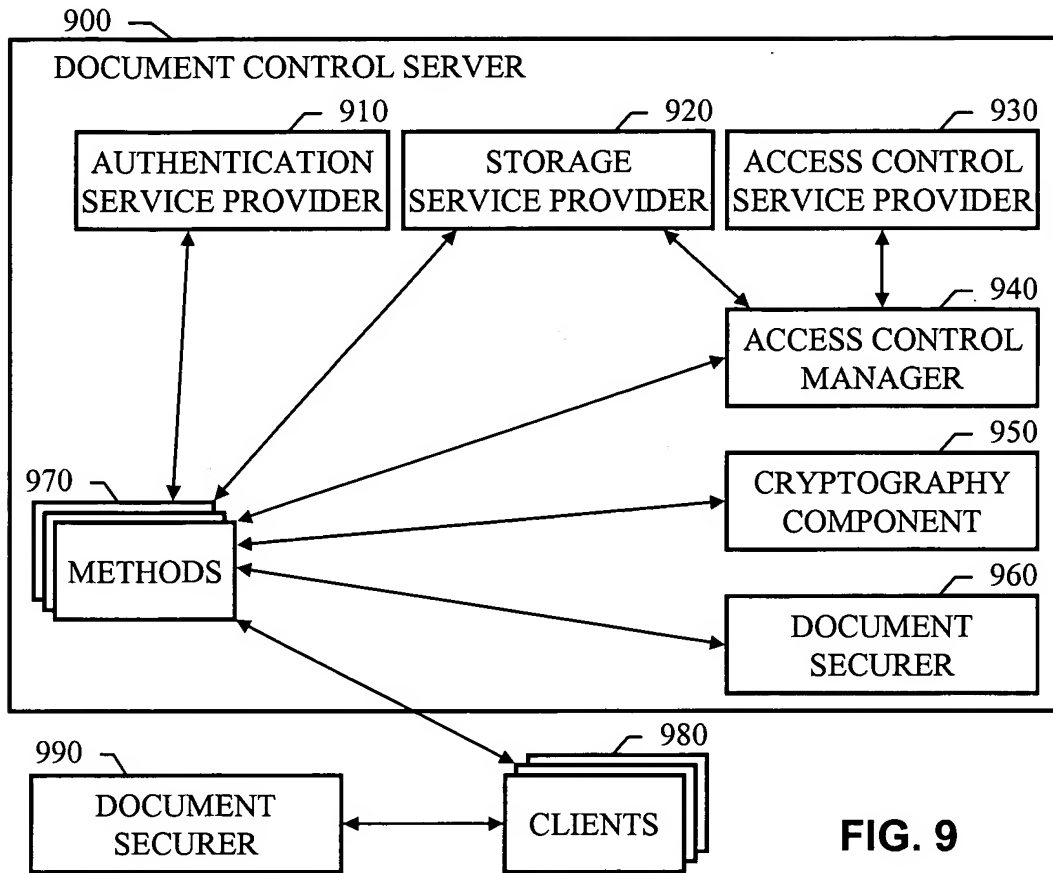 900
DOCUMENT CONTROL SERVER
910
920
930
AUTHENTICATION
SERVICE PROVIDER
STORAGE
SERVICE PROVIDER
ACCESS CONTROL
SERVICE PROVIDER
940
ACCESS CONTROL
MANAGER
950
CRYPTOGRAPHY
COMPONENT
970
METHODS
960
DOCUMENT
SECURER
990
DOCUMENT
SECURER
980
CLIENTS
FIG. 9